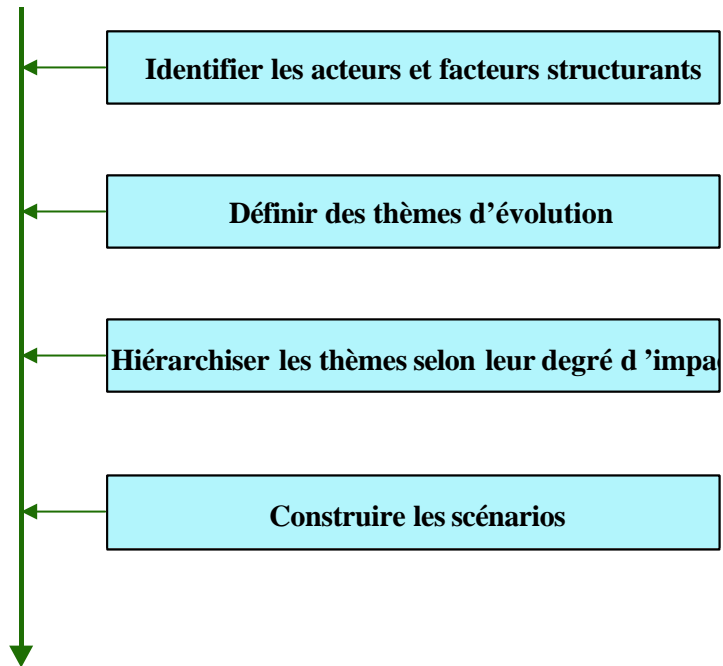 Identifier les acteurs et facteurs structurants
Définir des thèmes d’évolution
Hiérarchiser les thèmes selon leur degré d ’impa
Construire les scénarios